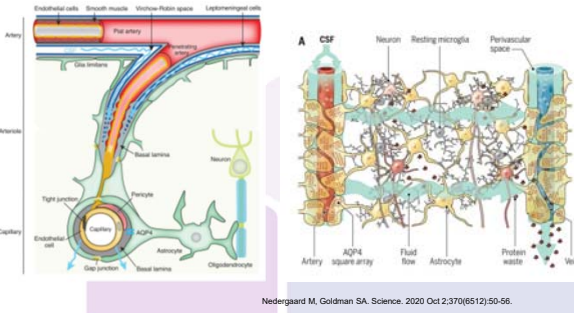 Endothelial cells Smooth muscle Virchow-Robin space Leptomeningeal cells
Artery
Pial artery
Penetrating
artery
Glia limitans
Arteriole
Basal lamina
Neuron
Tight junction
Pericyte
Capillary
Capillary
AQP4
Endothelial
cell
Astrocyte
Gap junction
Basal lamina
Oligodendrocyte
A CSF Neuron Resting microglia Perivascular
space
Artery AQP4
square array Fluid
flow Astrocyte Protein
waste
Nedergaard M, Goldman SA. Science. 2020 Oct 2;370(6512):50-56.